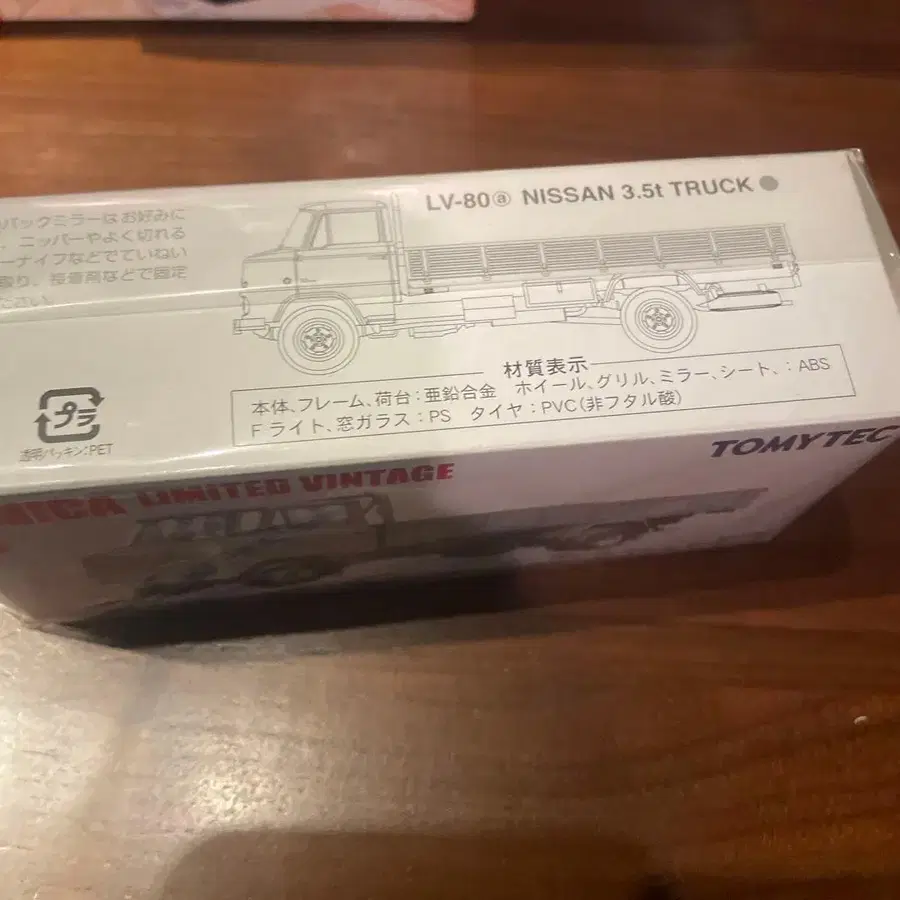 LV-80ⓐ NISSAN 3.5t TRUCK
バックミラーはお好みに
、ニッパーやよく切れる
ーナイフなどでていねい
取り、接着剤などで固定
ださい
材質表示
本体、フレーム、荷台:亜鉛合金 ホイール、グリル、ミラー、シート、:ABS
F ライト、窓ガラス:PS タイヤ:PVC(非フタル酸)
プラ
透明パッキン:PET
TOMYTEC
MICA LIMITED VINTAGE